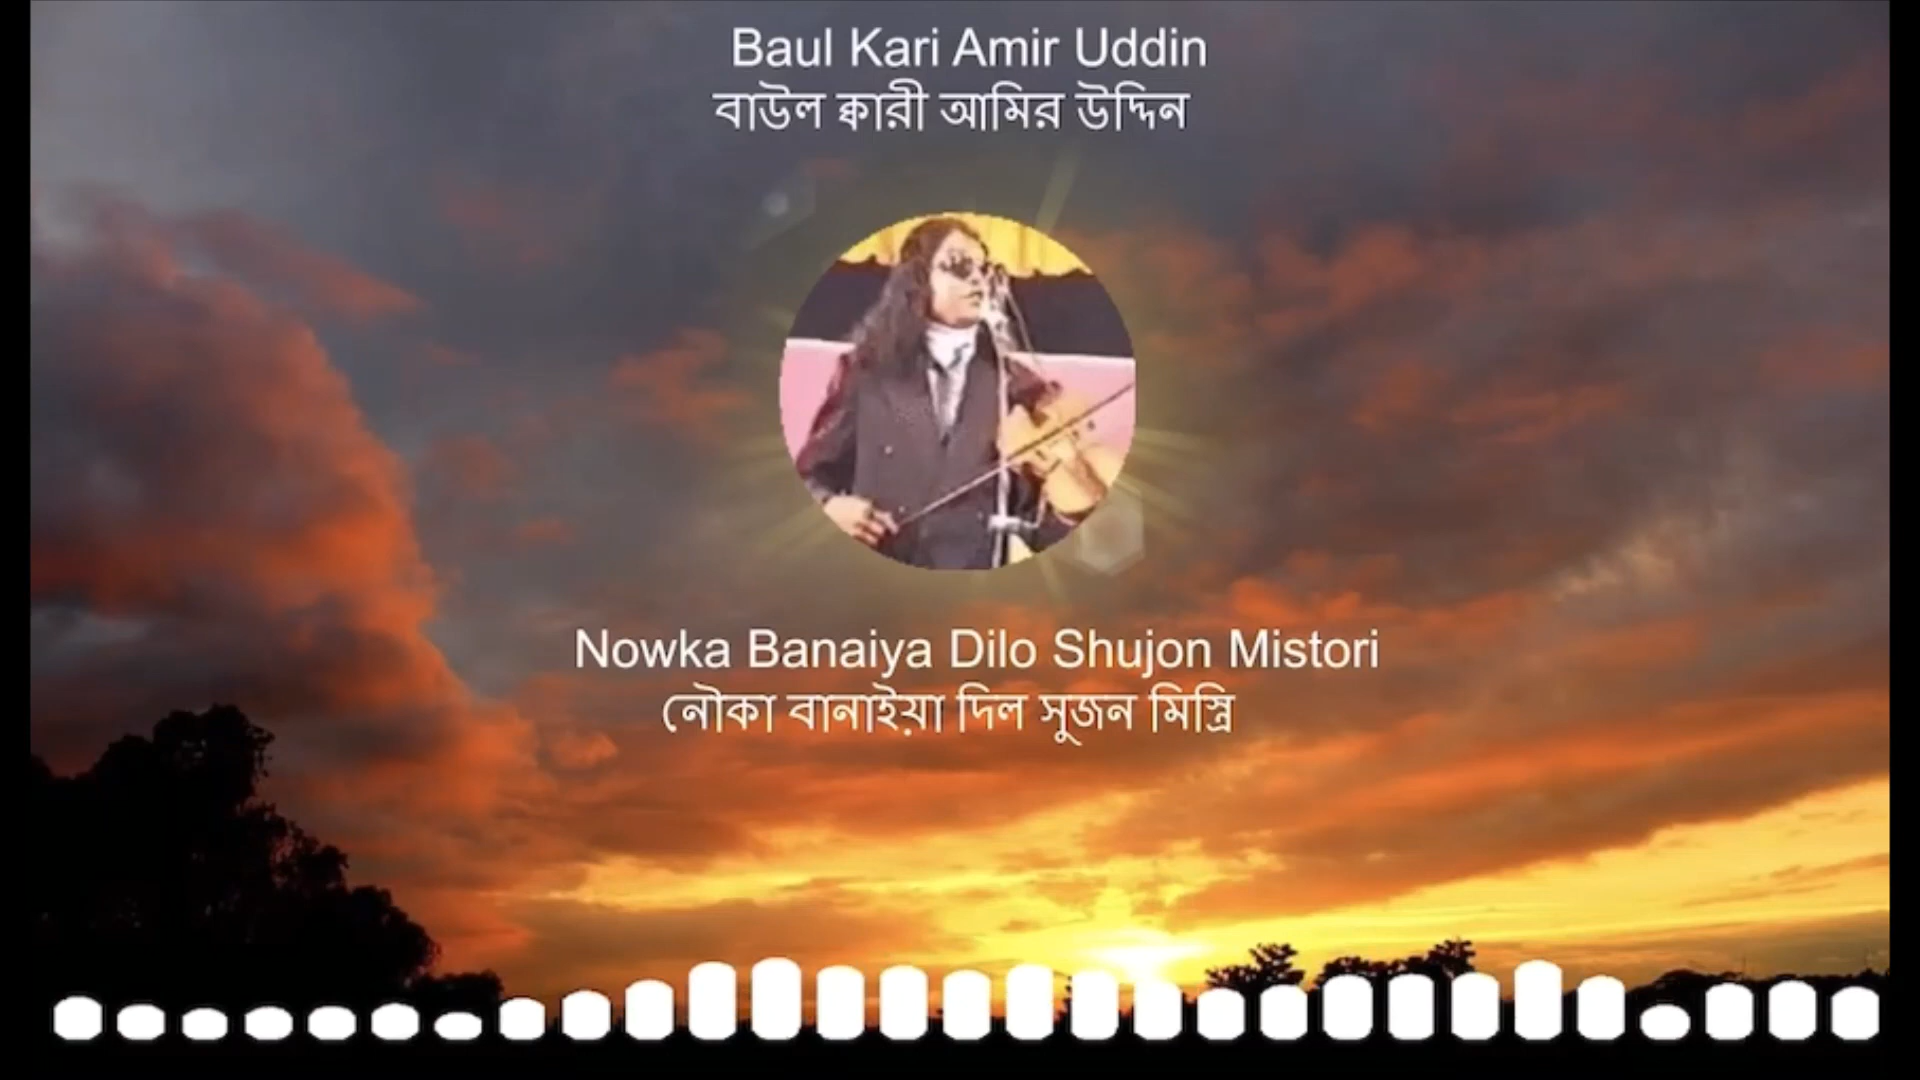 Baul Kari Amir Uddin
বাউল ক্বারী আমির উদ্দিন
Nowka Banaiya Dilo Shujon Mistori
নৌকা বানাইয়া দিল সুজন মিস্ত্রি